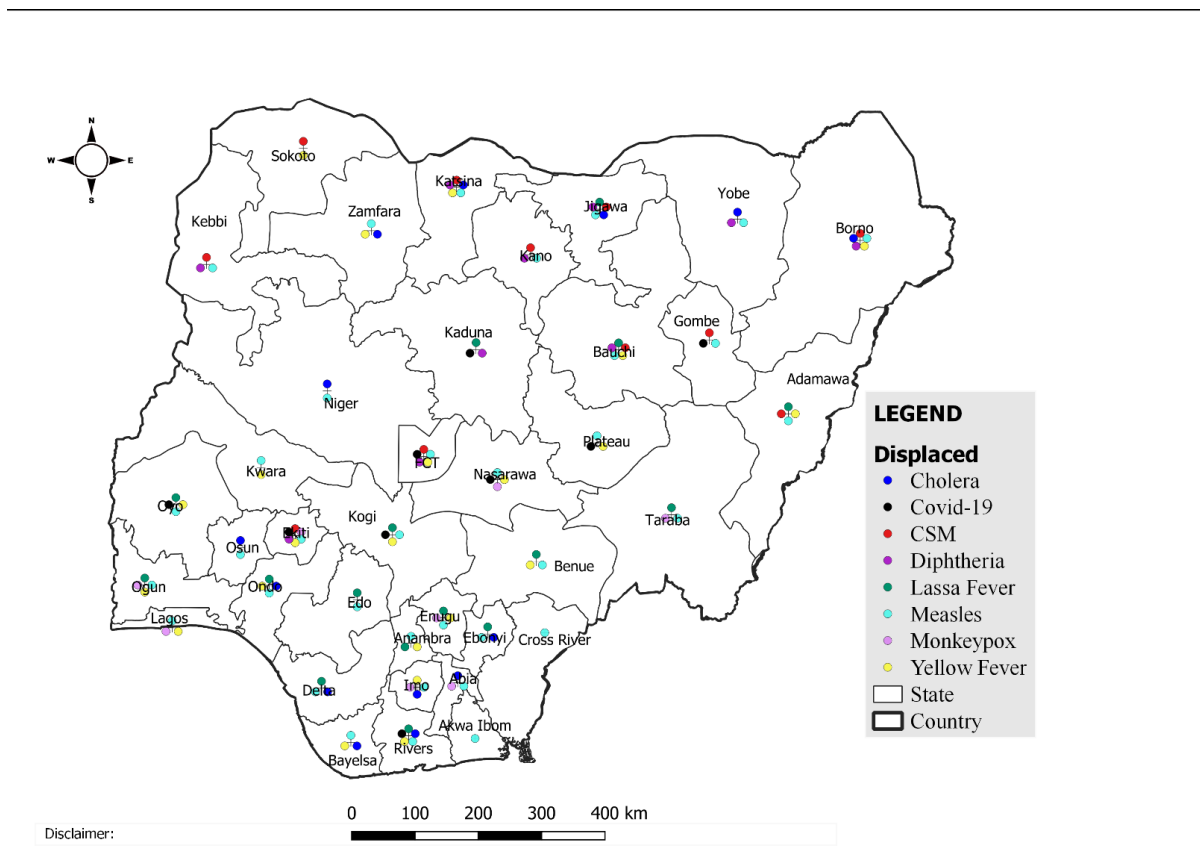 N
W
E
S
Sokoto
Katsina
Kebbi
Zamfara
Jigawa
Yobe
Borno
Kano
Kaduna
Bauchi
Gombe
Adamawa
Niger
FCT
Plateau
Nasarawa
Kwara
Oyo
Kogi
Taraba
Osun
Ekiti
Benue
Ogun
Ondo
Edo
Lagos
Enugu
Anambra
Ebonyi
Cross River
Delta
Imo
Abia
Akwa Ibom
Rivers
Bayelsa
LEGEND
Displaced
Cholera
Covid-19
CSM
Diphtheria
Lassa Fever
Measles
Monkeypox
Yellow Fever
State
Country
0 100 200 300 400 km
Disclaimer: